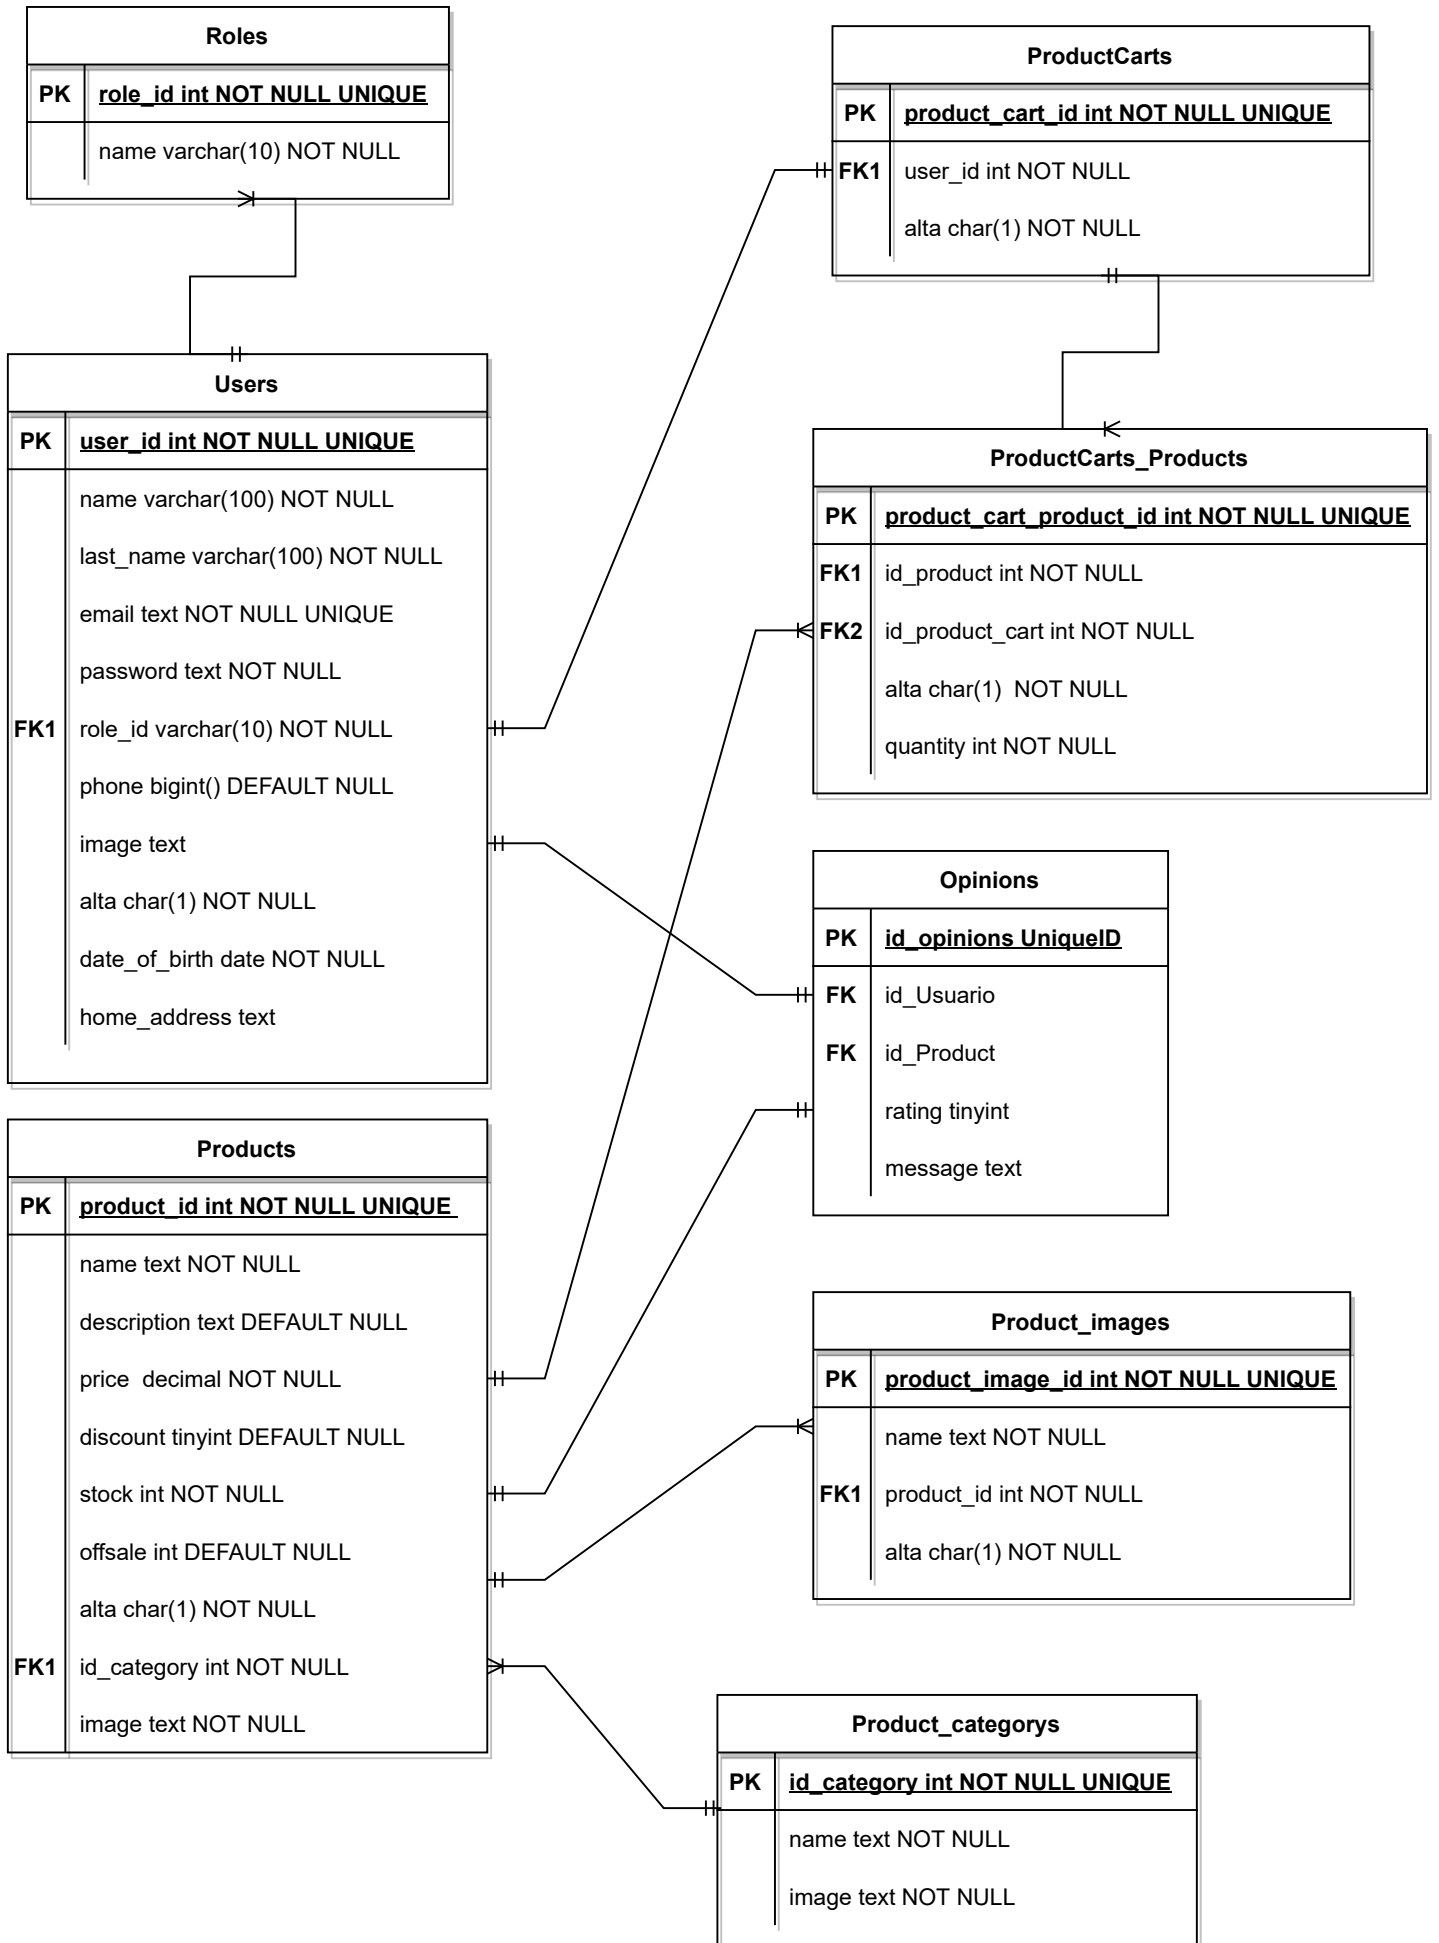 Roles
PK role_id int NOT NULL UNIQUE
name varchar(10) NOT NULL
Users
PK user_id int NOT NULL UNIQUE
name varchar(100) NOT NULL
last_name varchar(100) NOT NULL
email text NOT NULL UNIQUE
password text NOT NULL
FK1 role_id varchar(10) NOT NULL
phone bigint() DEFAULT NULL
image text
alta char(1) NOT NULL
date_of_birth date NOT NULL
home_address text
Products
PK product_id int NOT NULL UNIQUE
name text NOT NULL
description text DEFAULT NULL
price decimal NOT NULL
discount tinyint DEFAULT NULL
stock int NOT NULL
offsale int DEFAULT NULL
alta char(1) NOT NULL
FK1 id_category int NOT NULL
image text NOT NULL
ProductCarts
PK product_cart_id int NOT NULL UNIQUE
FK1 user_id int NOT NULL
alta char(1) NOT NULL
ProductCarts_Products
PK product_cart_product_id int NOT NULL UNIQUE
FK1 id_product int NOT NULL
FK2 id_product_cart int NOT NULL
alta char(1) NOT NULL
quantity int NOT NULL
Opinions
PK id_opinions UniqueID
FK id_Usuario
FK id_Product
rating tinyint
message text
Product_images
PK product_image_id int NOT NULL UNIQUE
name text NOT NULL
FK1 product_id int NOT NULL
alta char(1) NOT NULL
Product_categorys
PK id_category int NOT NULL UNIQUE
name text NOT NULL
image text NOT NULL